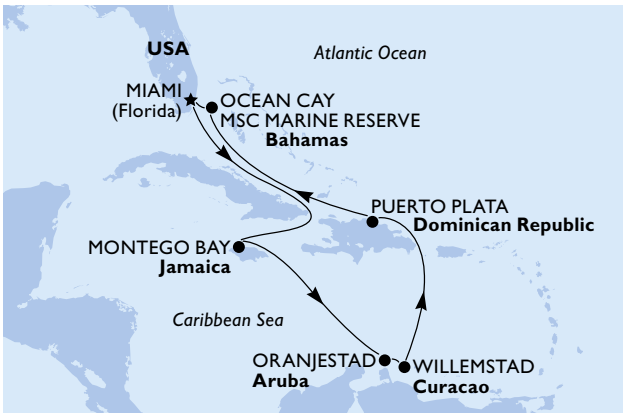 USA
Atlantic Ocean
MIAMI
(Florida)
OCEAN CAY
MSC MARINE RESERVE
Bahamas
PUERTO PLATA
Dominican Republic
MONTEGO BAY
Jamaica
Caribbean Sea
ORANJESTAD
Aruba
WILLEMSTAD
Curacao